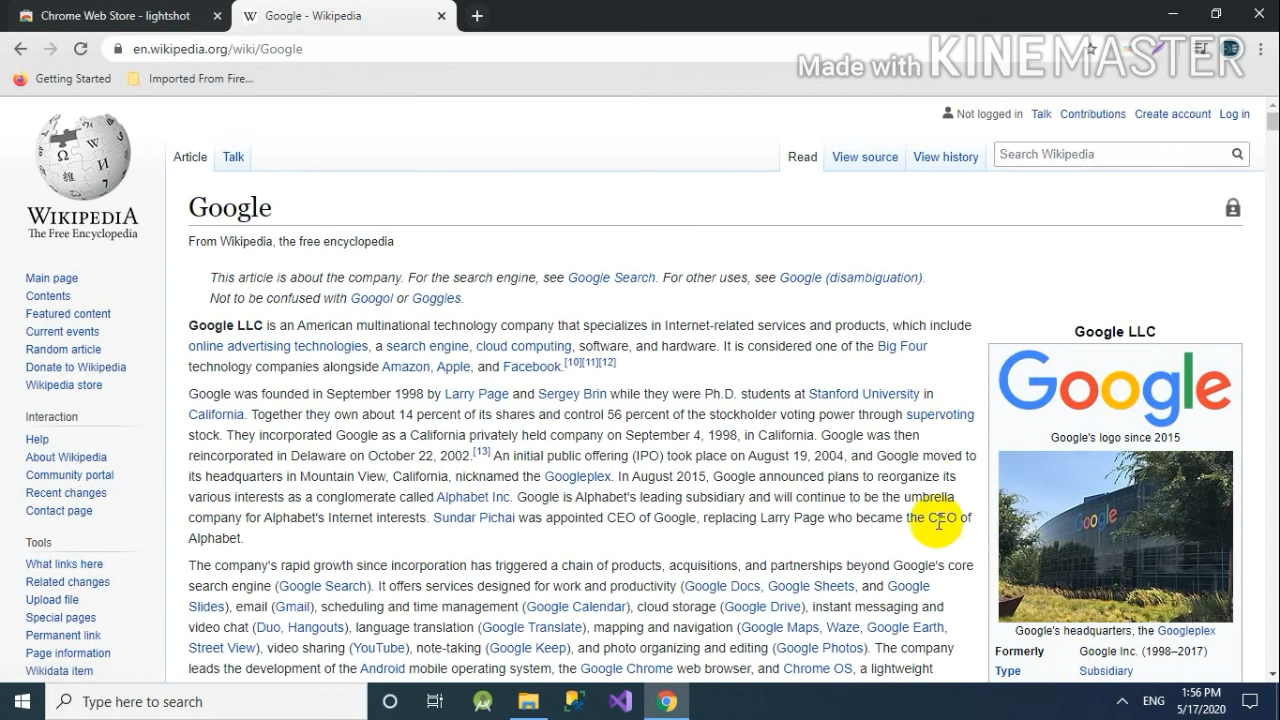 Chrome Web Store - lightshot
Google - Wikipedia
en.wikipedia.org/wiki/Google
Made with KINEMASTER
Getting Started
Imported From Fire...
Not logged in Talk Contributions Create account Log in
Article Talk
Read View source View history
Search Wikipedia
WIKIPEDIA
The Free Encyclopedia
Main page
Contents
Featured content
Current events
Random article
Donate to Wikipedia
Wikipedia store
Interaction
Help
About Wikipedia
Community portal
Recent changes
Contact page
Tools
What links here
Related changes
Upload file
Special pages
Permanent link
Page information
Wikidata item
Google
From Wikipedia, the free encyclopedia
This article is about the company. For the search engine, see Google Search. For other uses, see Google (disambiguation).
Not to be confused with Googol or Goggles.
Google LLC is an American multinational technology company that specializes in Internet-related services and products, which include
online advertising technologies, a search engine, cloud computing, software, and hardware. It is considered one of the Big Four
technology companies alongside Amazon, Apple, and Facebook.[10][11][12]
Google was founded in September 1998 by Larry Page and Sergey Brin while they were Ph.D. students at Stanford University in
California. Together they own about 14 percent of its shares and control 56 percent of the stockholder voting power through supervoting
stock. They incorporated Google as a California privately held company on September 4, 1998, in California. Google was then
reincorporated in Delaware on October 22, 2002.[13] An initial public offering (IPO) took place on August 19, 2004, and Google moved to
its headquarters in Mountain View, California, nicknamed the Googleplex. In August 2015, Google announced plans to reorganize its
various interests as a conglomerate called Alphabet Inc. Google is Alphabet's leading subsidiary and will continue to be the umbrella
company for Alphabet's Internet interests. Sundar Pichai was appointed CEO of Google, replacing Larry Page who became the CEO of
Alphabet.
The company's rapid growth since incorporation has triggered a chain of products, acquisitions, and partnerships beyond Google's core
search engine (Google Search). It offers services designed for work and productivity (Google Docs, Google Sheets, and Google
Slides), email (Gmail), scheduling and time management (Google Calendar), cloud storage (Google Drive), instant messaging and
video chat (Duo, Hangouts), language translation (Google Translate), mapping and navigation (Google Maps, Waze, Google Earth,
Street View), video sharing (YouTube), note-taking (Google Keep), and photo organizing and editing (Google Photos). The company
leads the development of the Android mobile operating system, the Google Chrome web browser, and Chrome OS, a lightweight
Google LLC
Google
Google's logo since 2015
Google
Google's headquarters, the Googleplex
Formerly Google Inc. (1998–2017)
Type Subsidiary
Type here to search
ENG
1:56 PM
5/17/2020